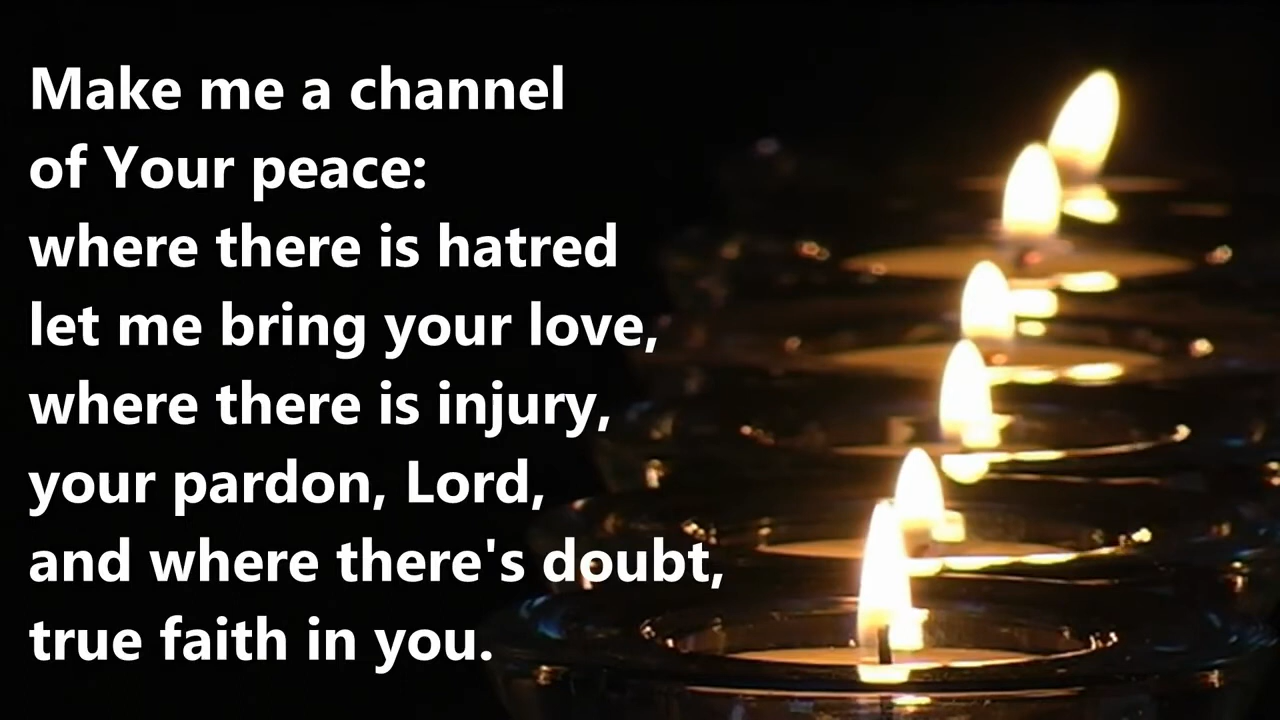 Make me a channel
of Your peace:
where there is hatred
let me bring your love,
where there is injury,
your pardon, Lord,
and where there's doubt,
true faith in you.